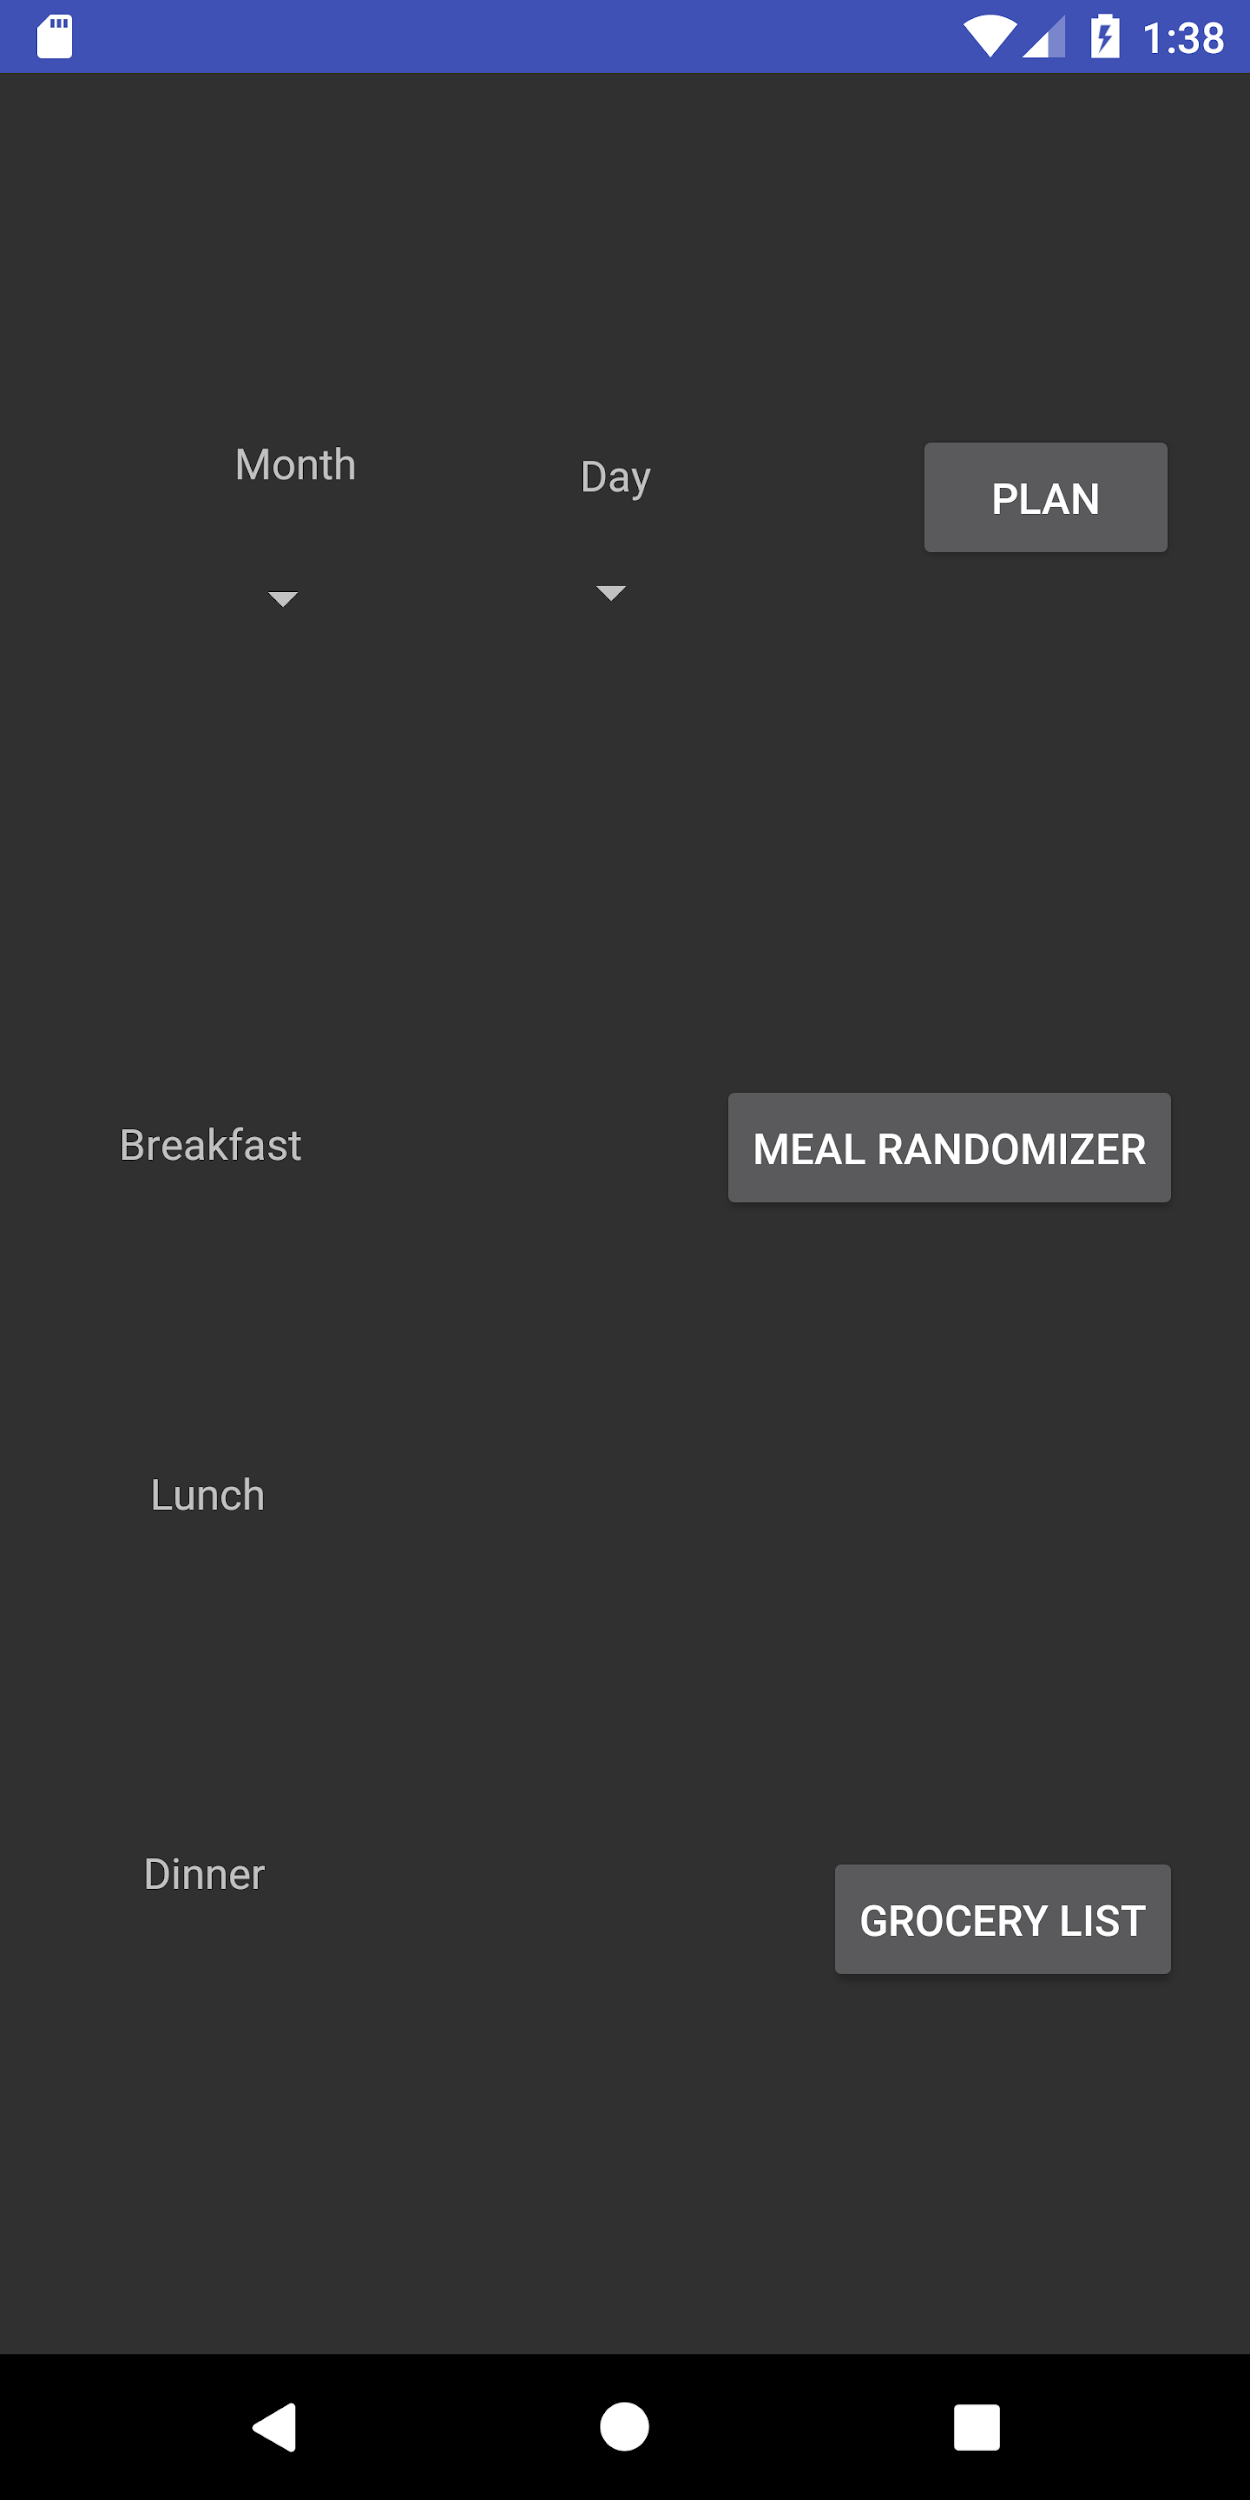 1:38
Month
Day
PLAN
Breakfast
MEAL RANDOMIZER
Lunch
Dinner
GROCERY LIST